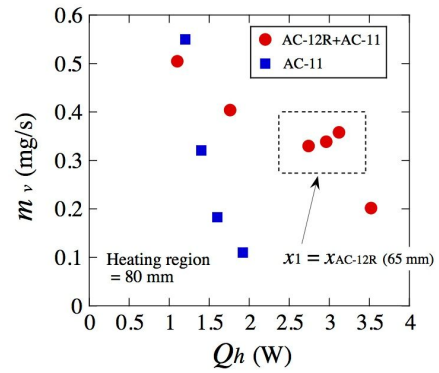 0.6
AC-12R+AC-11
AC-11
0.5
0.4
0.3
0.2
0.1
m v (mg/s)
x1 = xAC-12R (65 mm)
Heating region
= 80 mm
0 0.5 1 1.5 2 2.5 3 3.5 4
Qh (W)